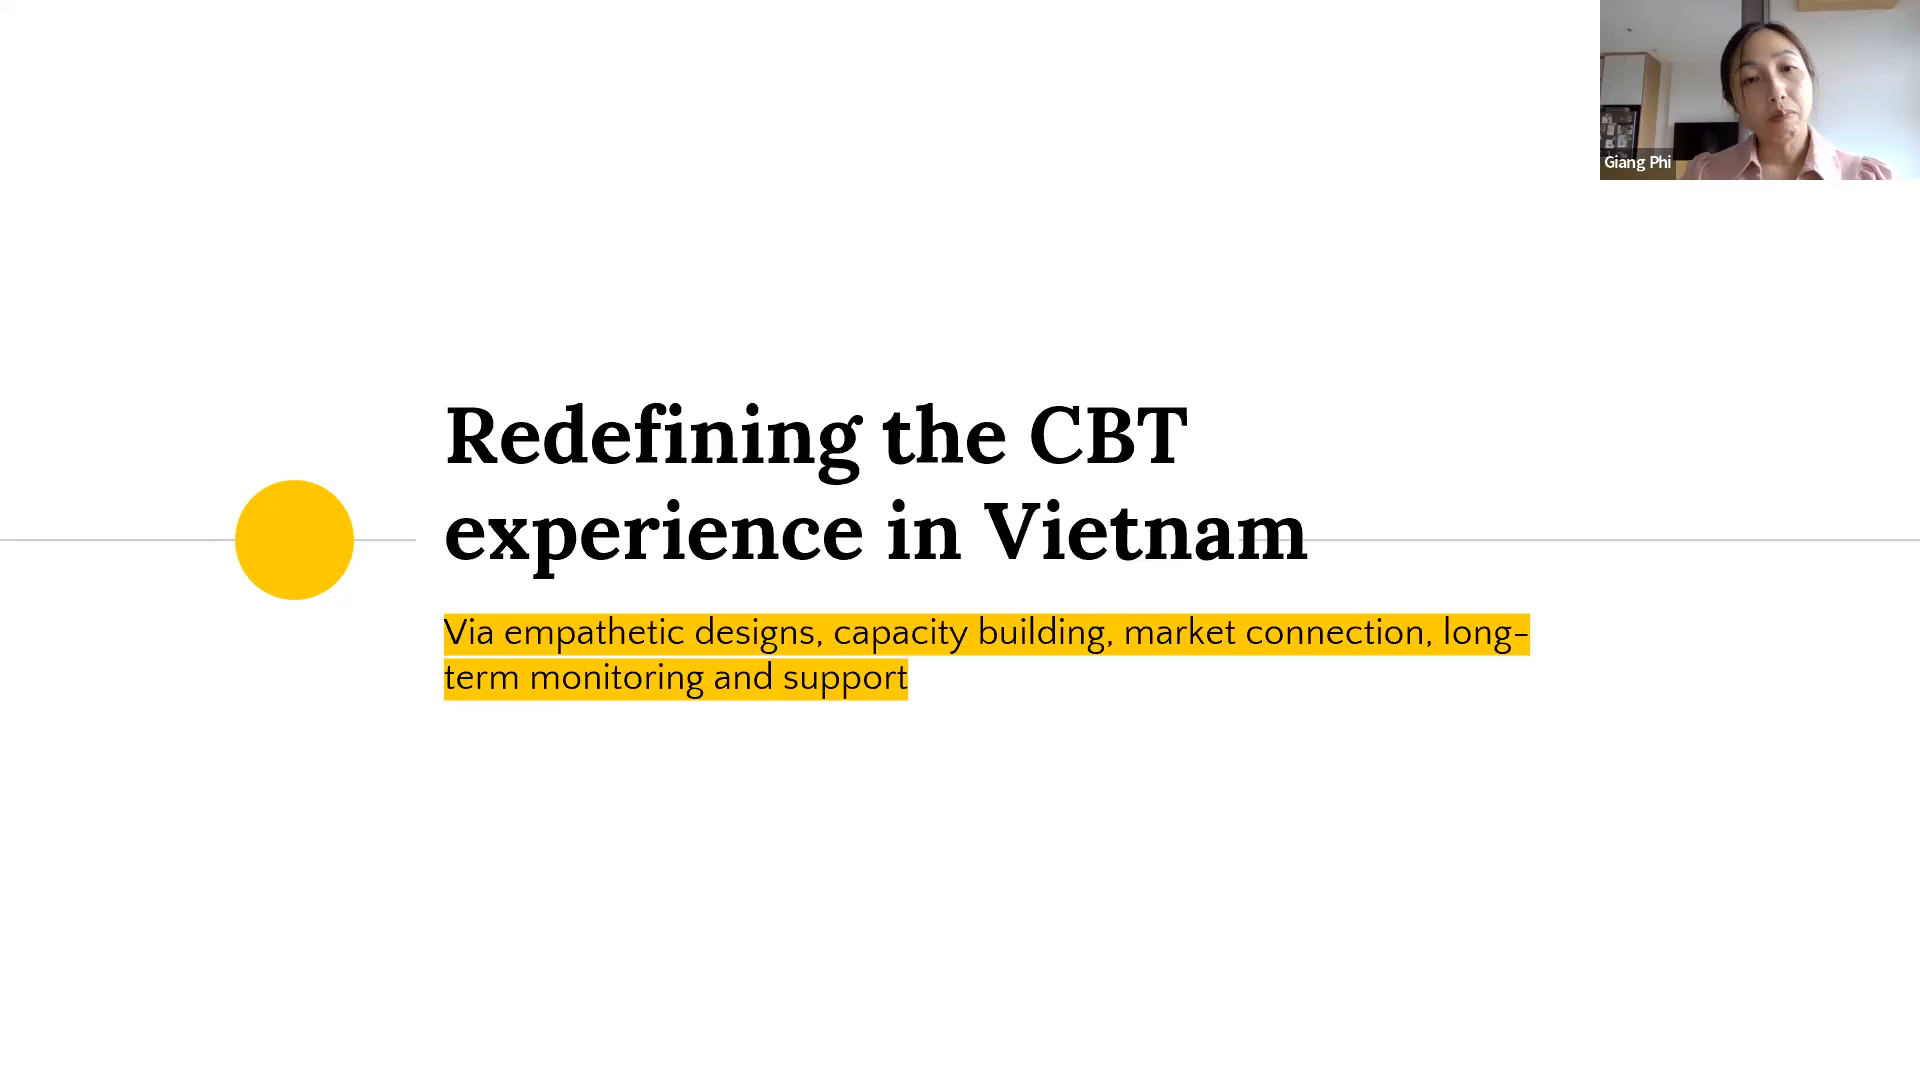 Giang Phi
Redefining the CBT
experience in Vietnam
Via empathetic designs, capacity building, market connection, long-
term monitoring and support